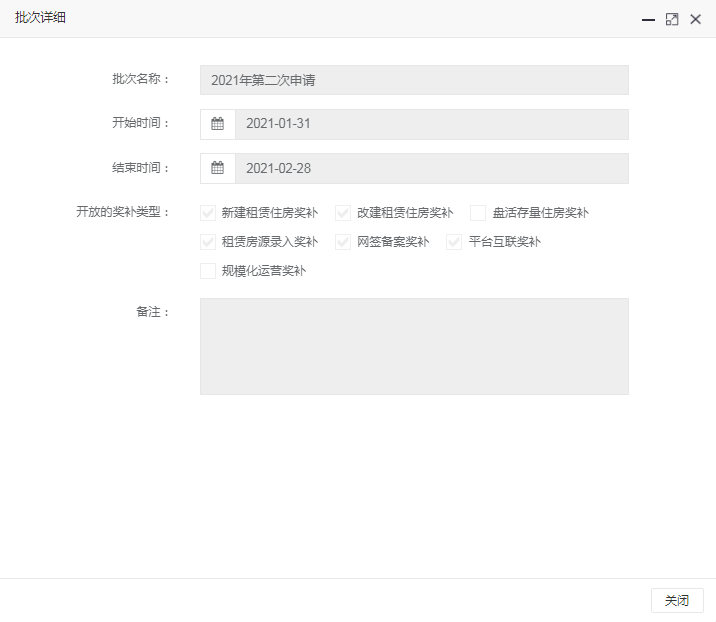 批次详细
批次名称：
2021年第二次申请
开始时间：
2021-01-31
结束时间：
2021-02-28
开放的奖补类型：
新建租赁住房奖补 改建租赁住房奖补 盘活存量住房奖补
租赁房源录入奖补 网签备案奖补 平台互联奖补
规模化运营奖补
备注：
关闭